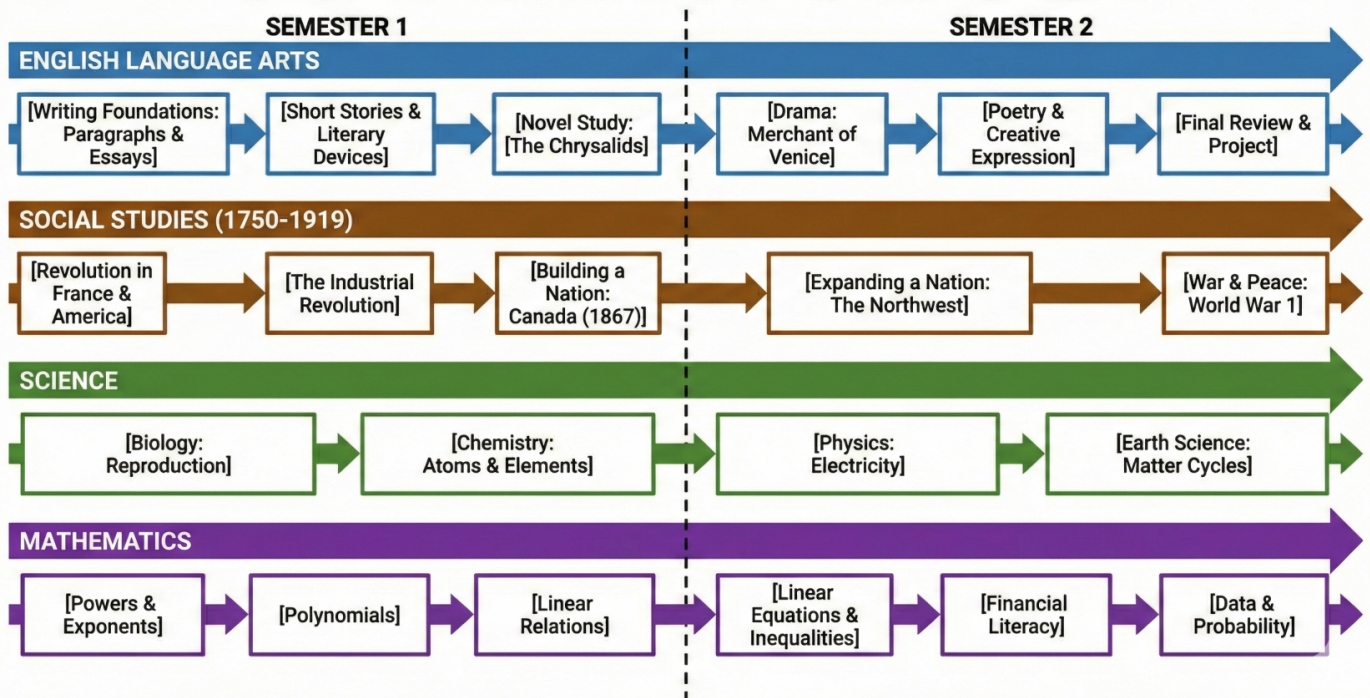 SEMESTER 1
SEMESTER 2
ENGLISH LANGUAGE ARTS
[Writing Foundations:
Paragraphs &
Essays]
[Short Stories &
Literary
Devices]
[Novel Study:
[The Chrysalids]
[Drama:
Merchant of
Venice]
[Poetry &
Creative
Expression]
[Final Review &
Project]
SOCIAL STUDIES (1750-1919)
[Revolution in
France &
America]
[The Industrial
Revolution]
[Building a
Nation:
Canada (1867)]
[Expanding a Nation:
The Northwest]
[War & Peace:
World War 1]
SCIENCE
[Biology:
Reproduction]
[Chemistry:
Atoms & Elements]
[Physics:
Electricity]
[Earth Science:
Matter Cycles]
MATHEMATICS
[Powers &
Exponents]
[Polynomials]
[Linear
Relations]
[Linear
Equations &
Inequalities]
[Financial
Literacy]
[Data &
Probability]